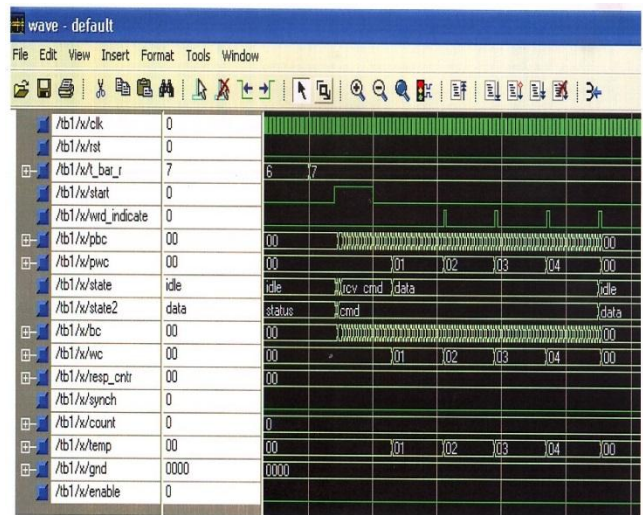 wave - default
File Edit View Insert Format Tools Window
/tb1/x/clk 0
/tb1/x/rst 0
/tb1/x/t_bar_r 7 6 7
/tb1/x/start 0
/tb1/x/wrd_indicate 0
/tb1/x/pbc 00 00 00
/tb1/x/pwc 00 00 01 02 03 04 00
/tb1/x/state idle idle rcv_cmd data idle
/tb1/x/state2 data status cmd data
/tb1/x/bc 00 00 00
/tb1/x/wc 00 00 01 02 03 04 00
/tb1/x/resp_cntr 00 00
/tb1/x/synch 0
/tb1/x/count 0 0
/tb1/x/temp 00 00 01 02 03 04 00
/tb1/x/gnd 0000 0000
/tb1/x/enable 0